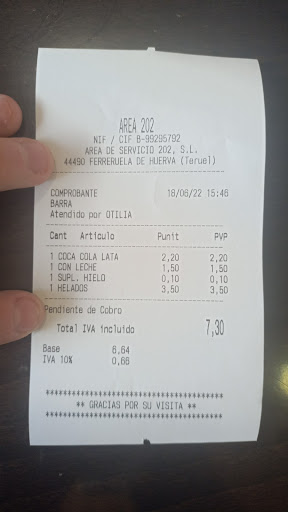 AREA 202
NIF / CIF B-99295792
AREA DE SERVICIO 202, S.L.
44490 FERRERUELA DE HUERVA (Teruel)
COMPROBANTE 18/06/22 15:46
BARRA
Atendido por OTILIA
Cant Artículo Punit PVP
1 COCA COLA LATA 2,20 2,20
1 CON LECHE 1,50 1,50
1 SUPL. HIELO 0,10 0,10
1 HELADOS 3,50 3,50
Pendiente de Cobro
Total IVA incluido 7,30
Base 6,64
IVA 10% 0,66
****************************************
** GRACIAS POR SU VISITA **
****************************************